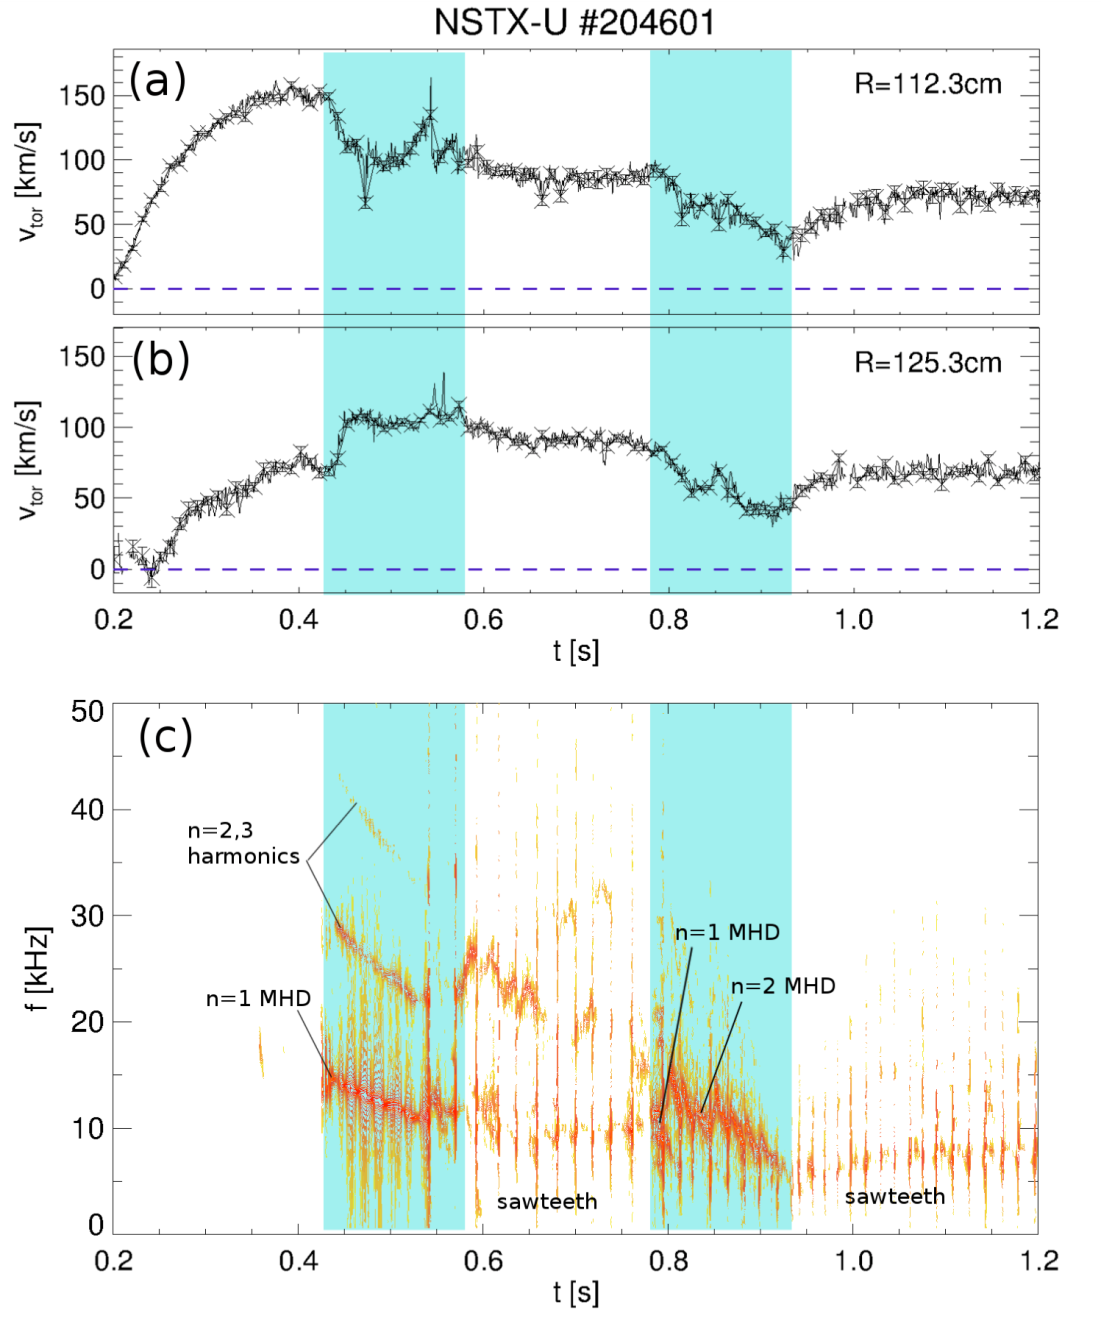 NSTX-U #204601
(a)
R=112.3cm
150
100
50
0
vtor [km/s]
(b)
R=125.3cm
150
100
50
0
vtor [km/s]
0.2 0.4 0.6 0.8 1.0 1.2
t [s]
(c)
50
40
30
20
10
0
f [kHz]
n=2,3
harmonics
n=1 MHD
n=1 MHD
n=2 MHD
sawteeth
sawteeth
0.2 0.4 0.6 0.8 1.0 1.2
t [s]